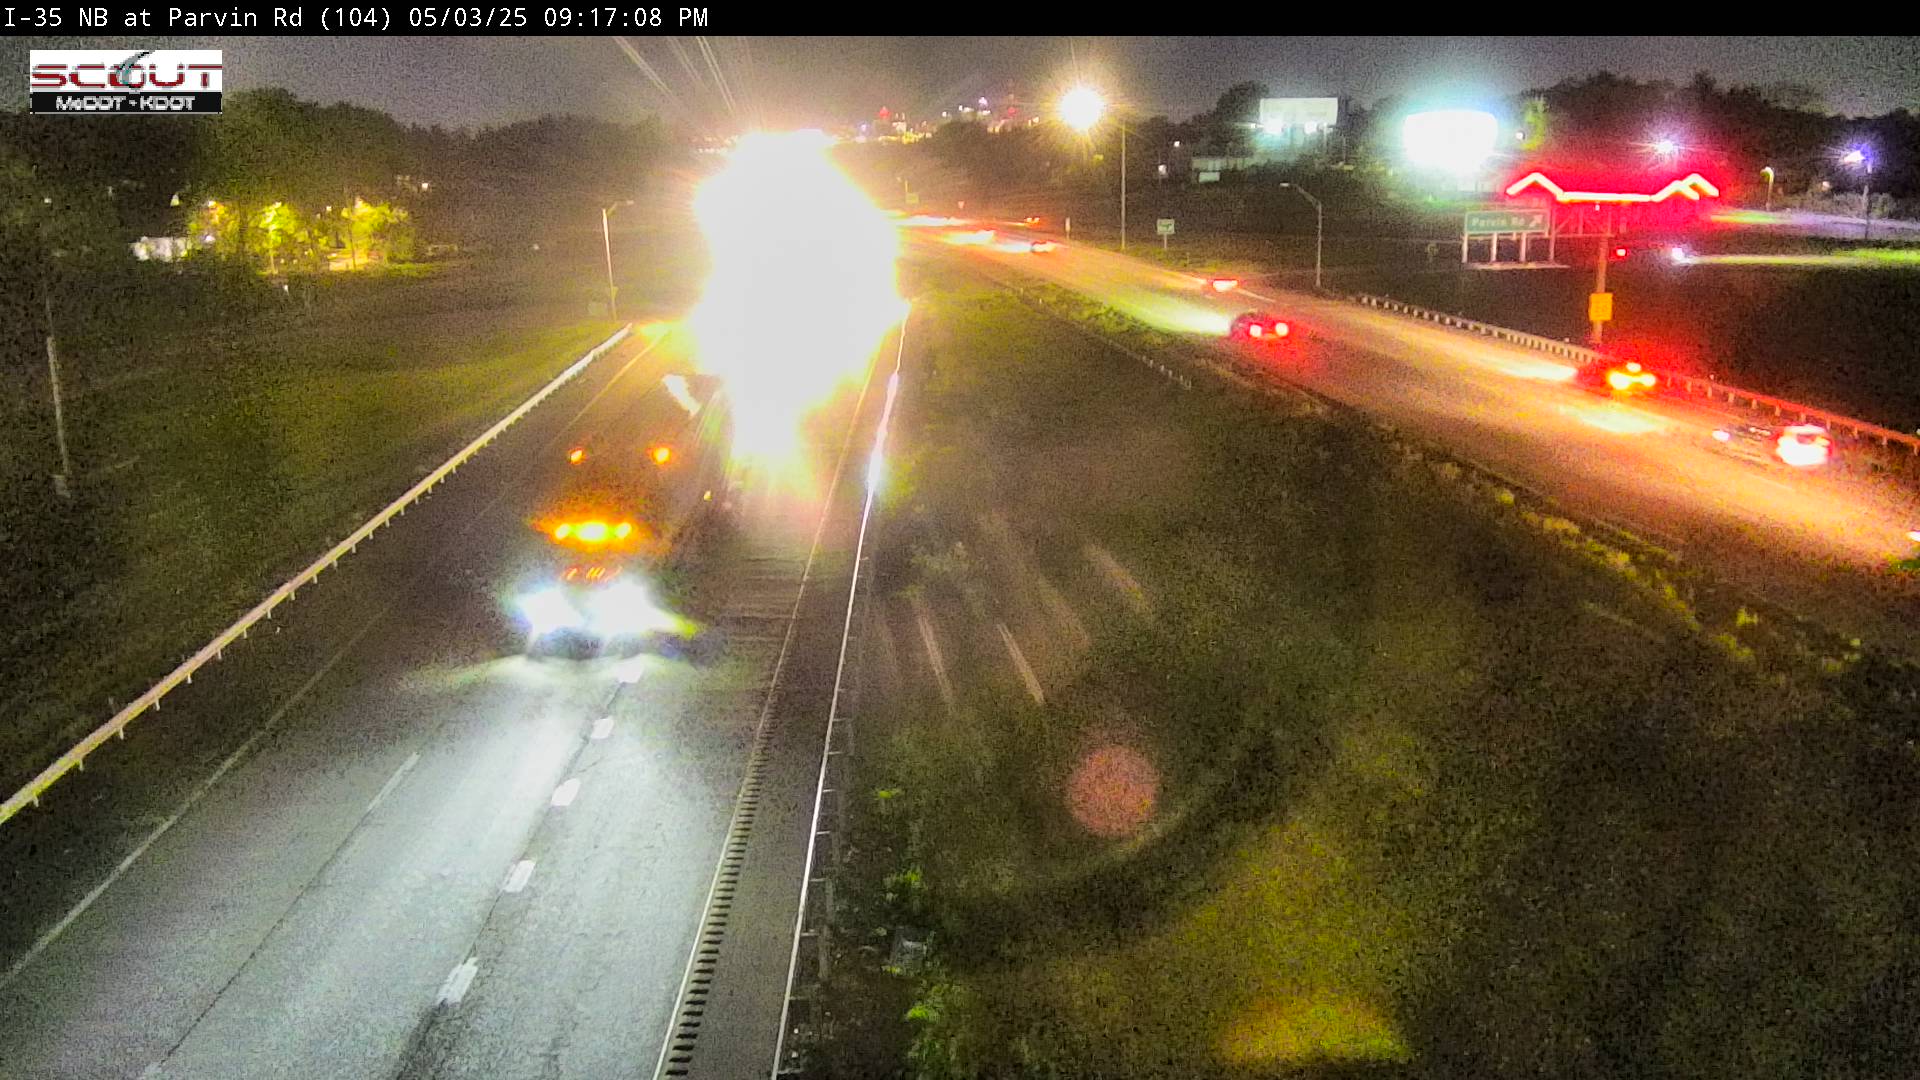 I-35 NB at Parvin Rd (104) 05/03/25 09:17:08 PM
SCOUT
MoDOT - KDOT
Parvin Rd